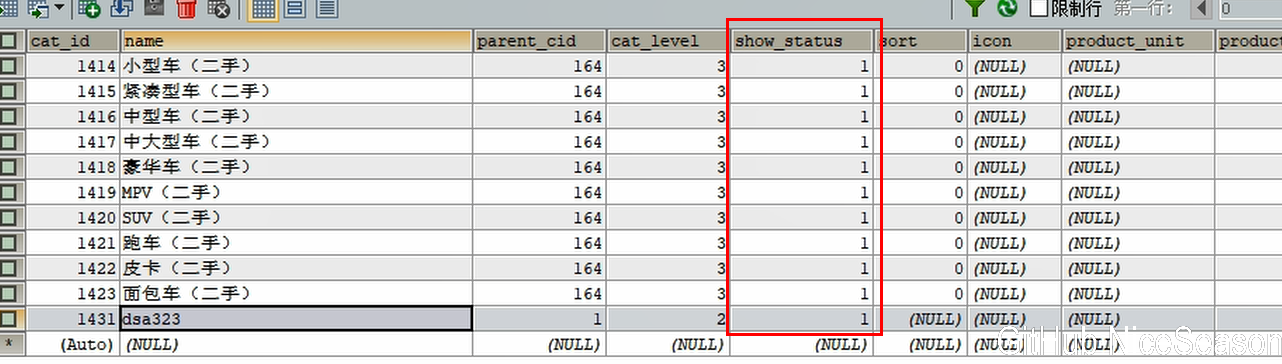 限制行 第一行: 0
cat_id name parent_cid cat_level show_status sort icon product_unit product
1414 小型车（二手） 164 3 1 0 (NULL) (NULL)
1415 紧凑型车（二手） 164 3 1 0 (NULL) (NULL)
1416 中型车（二手） 164 3 1 0 (NULL) (NULL)
1417 中大型车（二手） 164 3 1 0 (NULL) (NULL)
1418 豪华车（二手） 164 3 1 0 (NULL) (NULL)
1419 MPV（二手） 164 3 1 0 (NULL) (NULL)
1420 SUV（二手） 164 3 1 0 (NULL) (NULL)
1421 跑车（二手） 164 3 1 0 (NULL) (NULL)
1422 皮卡（二手） 164 3 1 0 (NULL) (NULL)
1423 面包车（二手） 164 3 1 0 (NULL) (NULL)
1431 dsa323 1 2 1 (NULL) (NULL) (NULL)
* (Auto) (NULL) (NULL) (NULL) (NULL) (NULL) (NULL) (NULL)
GitHub-NiceSeason